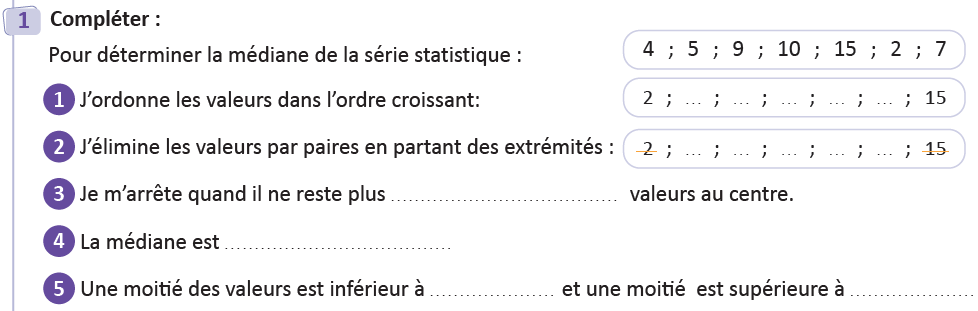 1 Compléter :
Pour déterminer la médiane de la série statistique : 4 ; 5 ; 9 ; 10 ; 15 ; 2 ; 7
1 J'ordonne les valeurs dans l'ordre croissant: 2 ; ... ; ... ; ... ; ... ; ... ; 15
2 J'élimine les valeurs par paires en partant des extrémités : 2 ; ... ; ... ; ... ; ... ; ... ; 15
3 Je m'arrête quand il ne reste plus ...................................... valeurs au centre.
4 La médiane est ......................................
5 Une moitié des valeurs est inférieur à ..................... et une moitié est supérieure à .....................